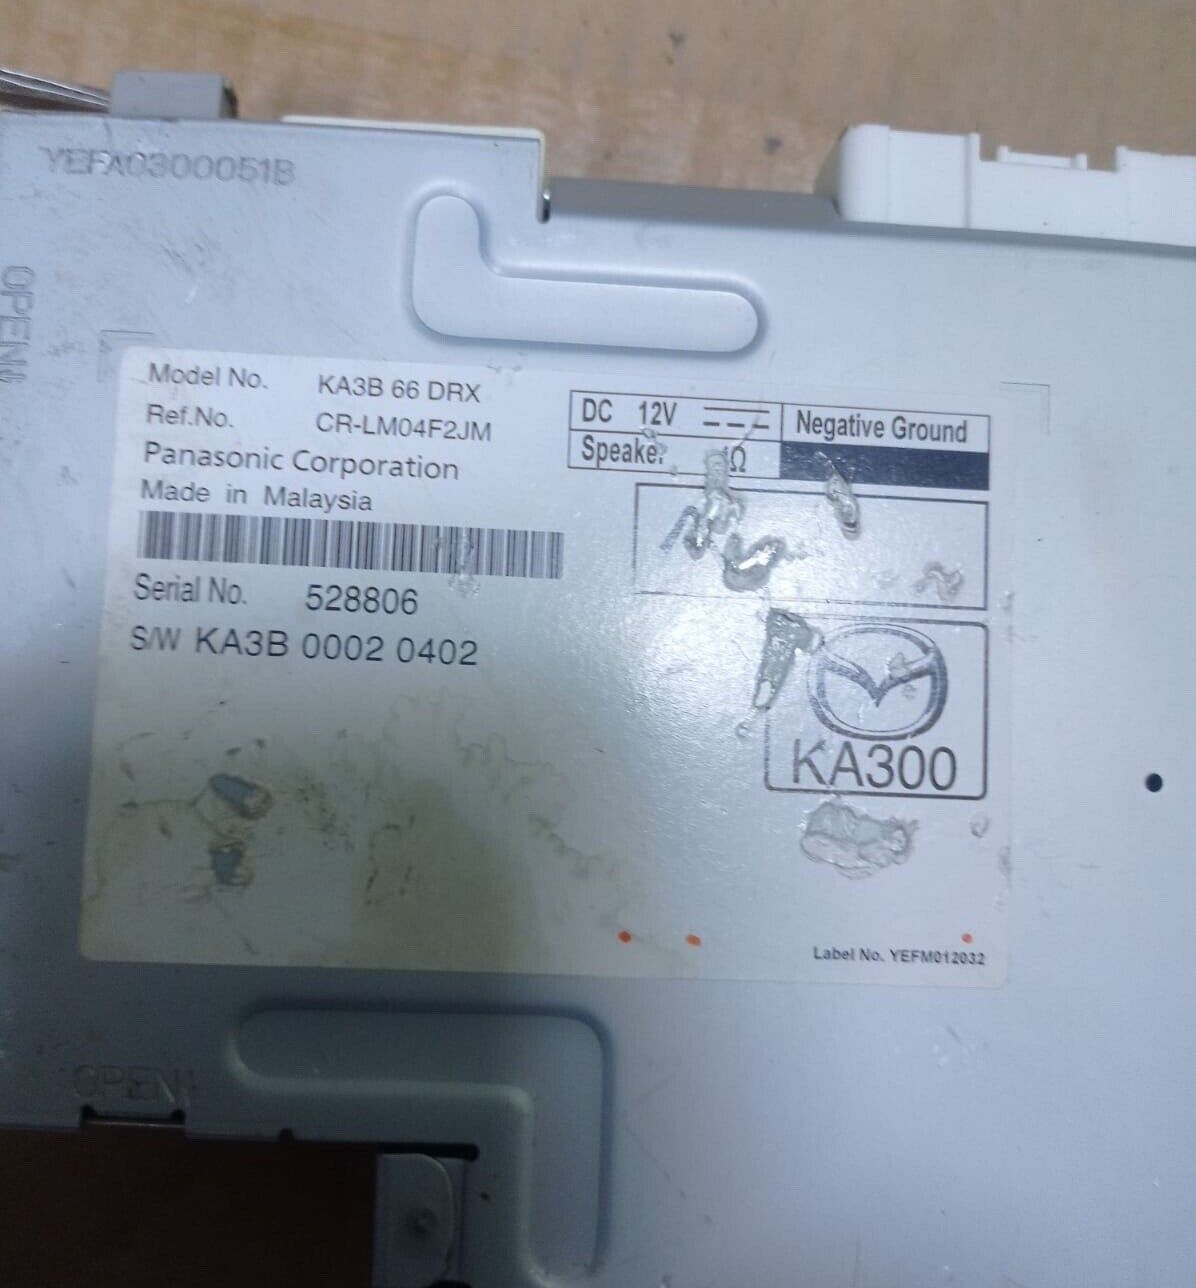 YEFA0300051B
OPEN!
Model No. KA3B 66 DRX
Ref.No. CR-LM04F2JM
Panasonic Corporation
Made in Malaysia
Serial No. 528806
S/W KA3B 0002 0402
DC 12V Negative Ground
Speaker Ω
KA300
Label No. YEFM012032
OPEN!